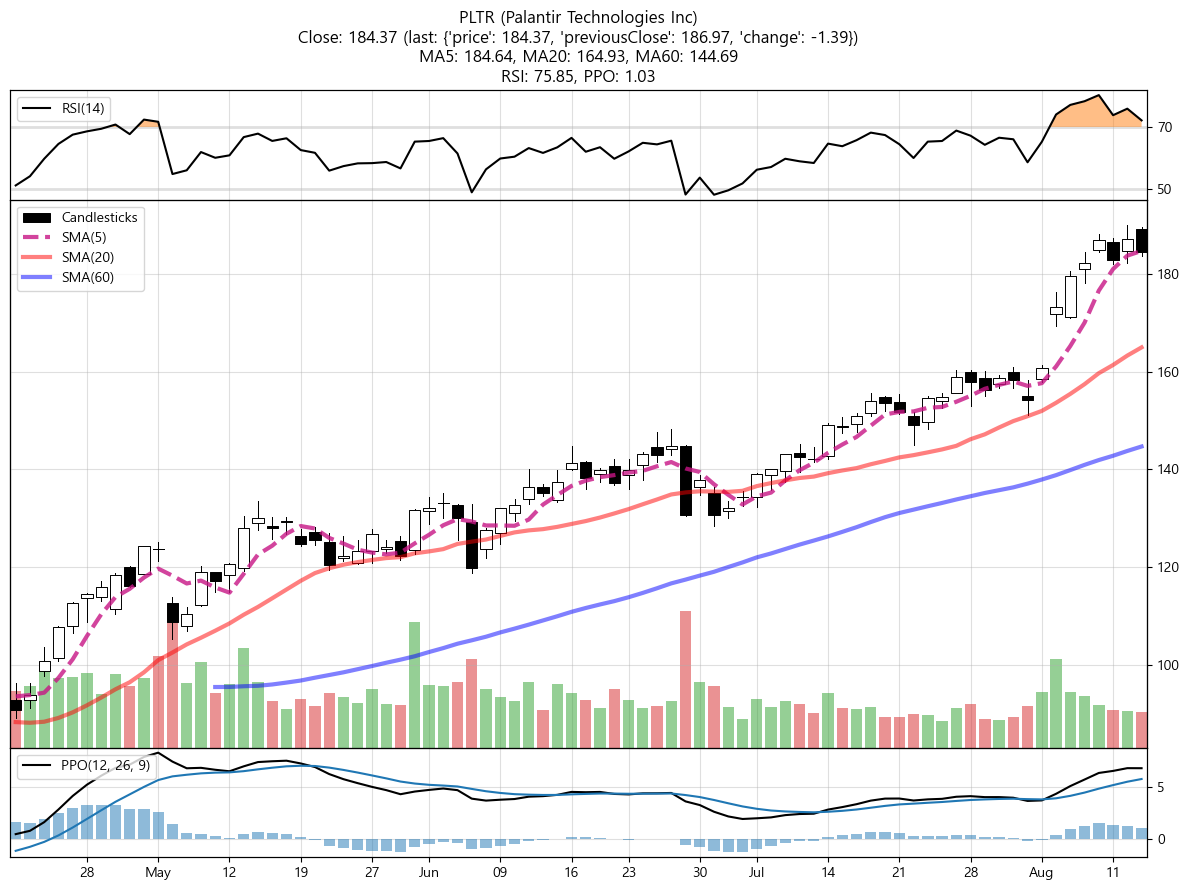 PLTR (Palantir Technologies Inc)
Close: 184.37 (last: {'price': 184.37, 'previousClose': 186.97, 'change': -1.39})
MA5: 184.64, MA20: 164.93, MA60: 144.69
RSI: 75.85, PPO: 1.03
RSI(14)
70
50
Candlesticks
SMA(5)
SMA(20)
SMA(60)
180
160
140
120
100
PPO(12, 26, 9)
5
0
28 May 12 19 27 Jun 09 16 23 30 Jul 14 21 28 Aug 11